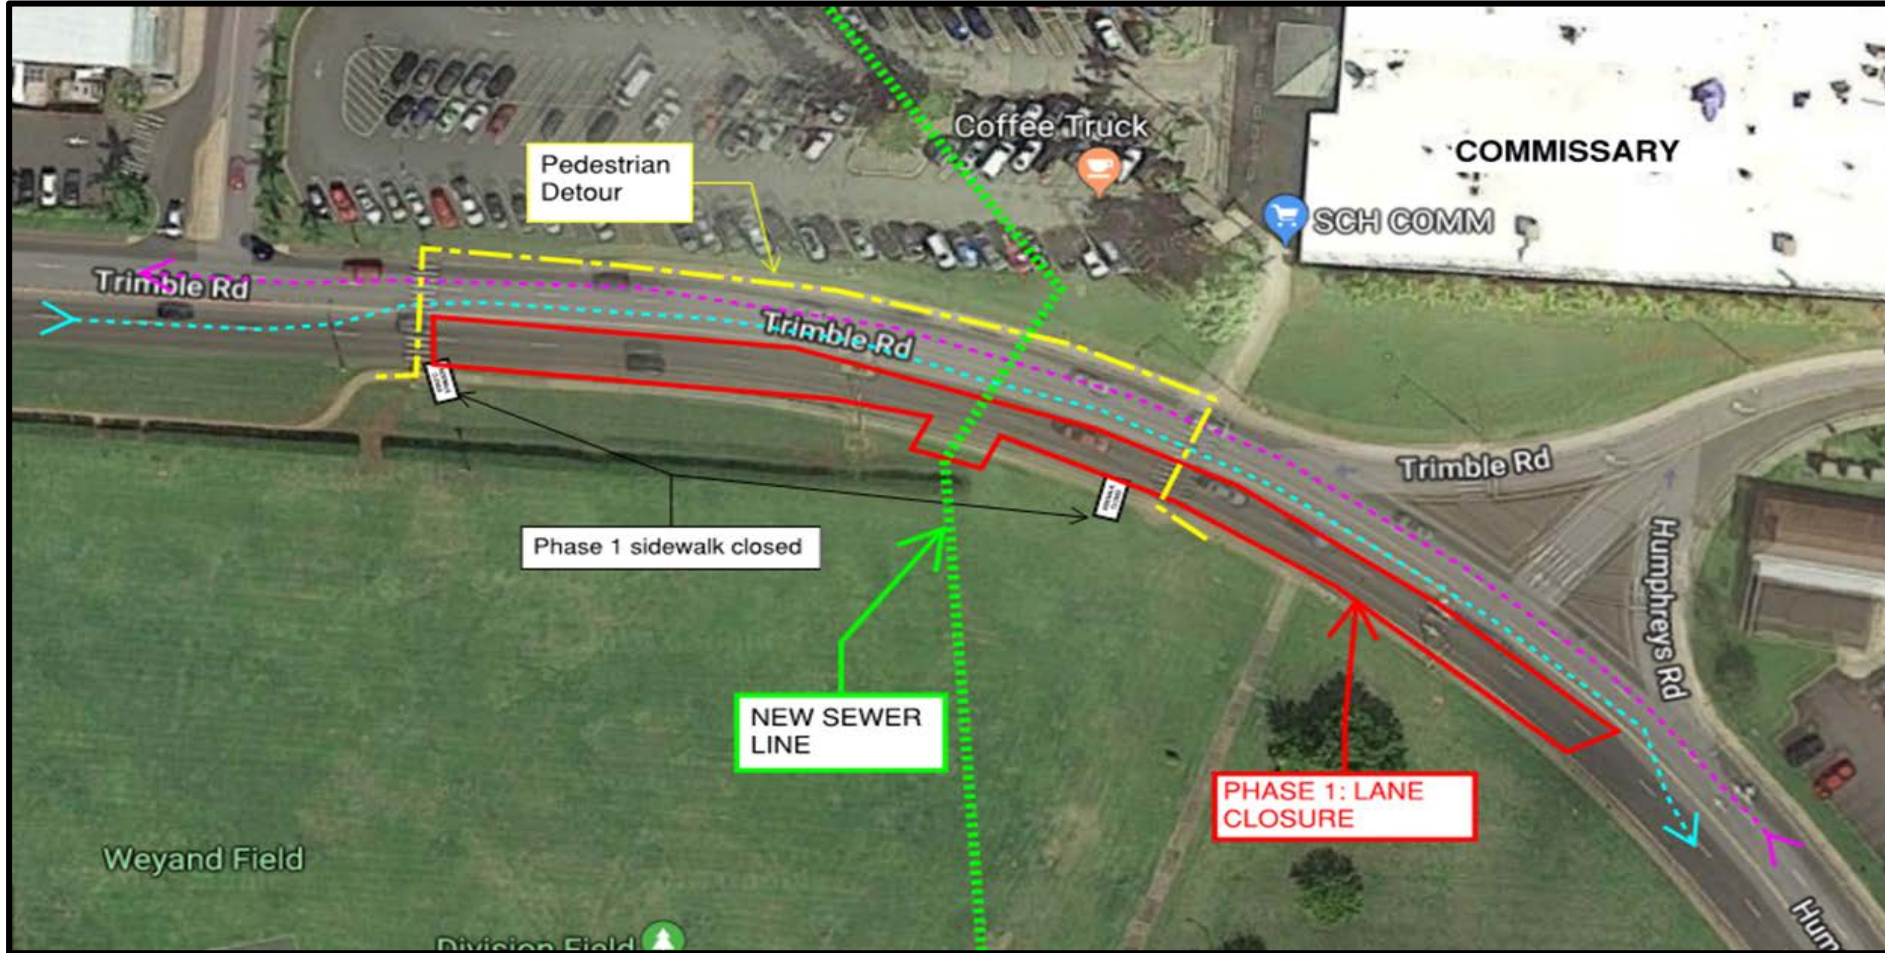 COMMISSARY
Coffee Truck
Pedestrian
Detour
SCH COMM
Trimble Rd
Trimble Rd
Trimble Rd
Phase 1 sidewalk closed
Humphreys Rd
NEW SEWER
LINE
PHASE 1: LANE
CLOSURE
Weyand Field
Division Field
Hum